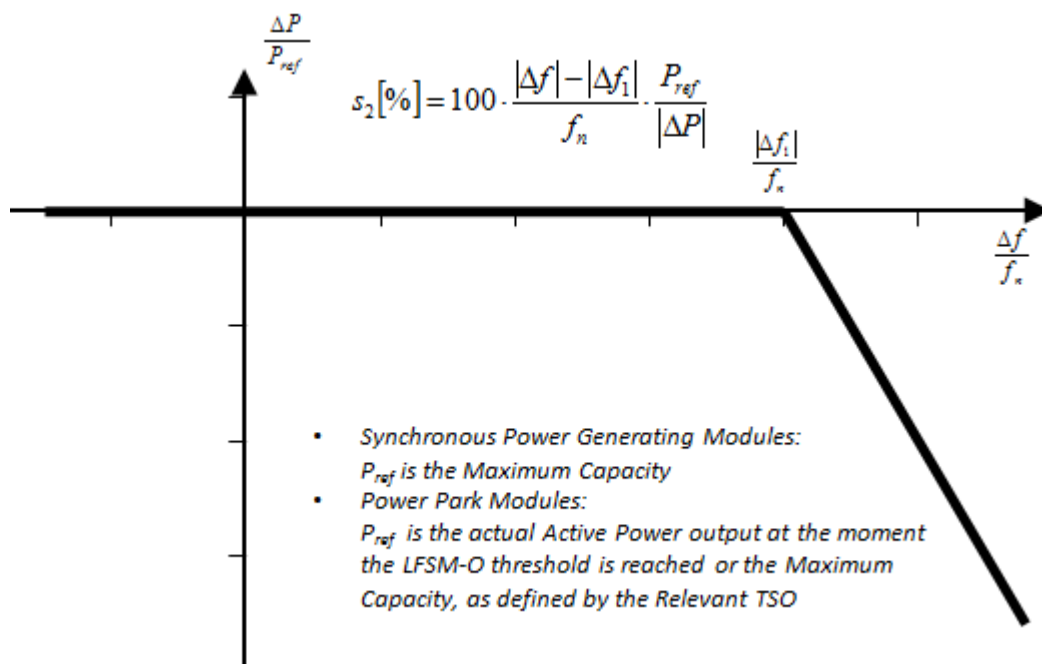 ΔP
P_ref
s₂[%] = 100 · (|Δf| − |Δf₁|) / f_n · P_ref / |ΔP|
|Δf₁|
f_n
Δf
f_n
• Synchronous Power Generating Modules:
P_ref is the Maximum Capacity
• Power Park Modules:
P_ref is the actual Active Power output at the moment
the LFSM-O threshold is reached or the Maximum
Capacity, as defined by the Relevant TSO